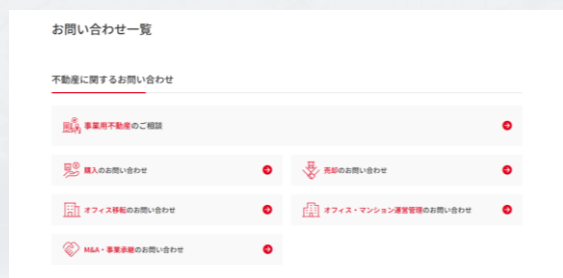 お問い合わせ一覧
不動産に関するお問い合わせ
事業用不動産のご相談
購入のお問い合わせ
売却のお問い合わせ
オフィス移転のお問い合わせ
オフィス・マンション運営管理のお問い合わせ
M&A・事業承継のお問い合わせ